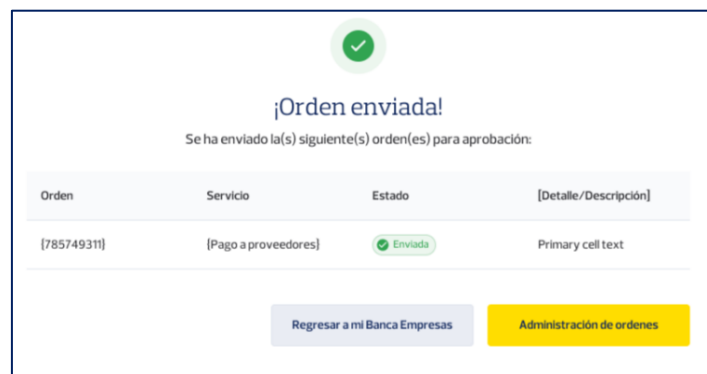 ¡Orden enviada!
Se ha enviado la(s) siguiente(s) orden(es) para aprobación:
Orden Servicio Estado [Detalle/Descripción]
{785749311} {Pago a proveedores} Enviada Primary cell text
Regresar a mi Banca Empresas Administración de ordenes